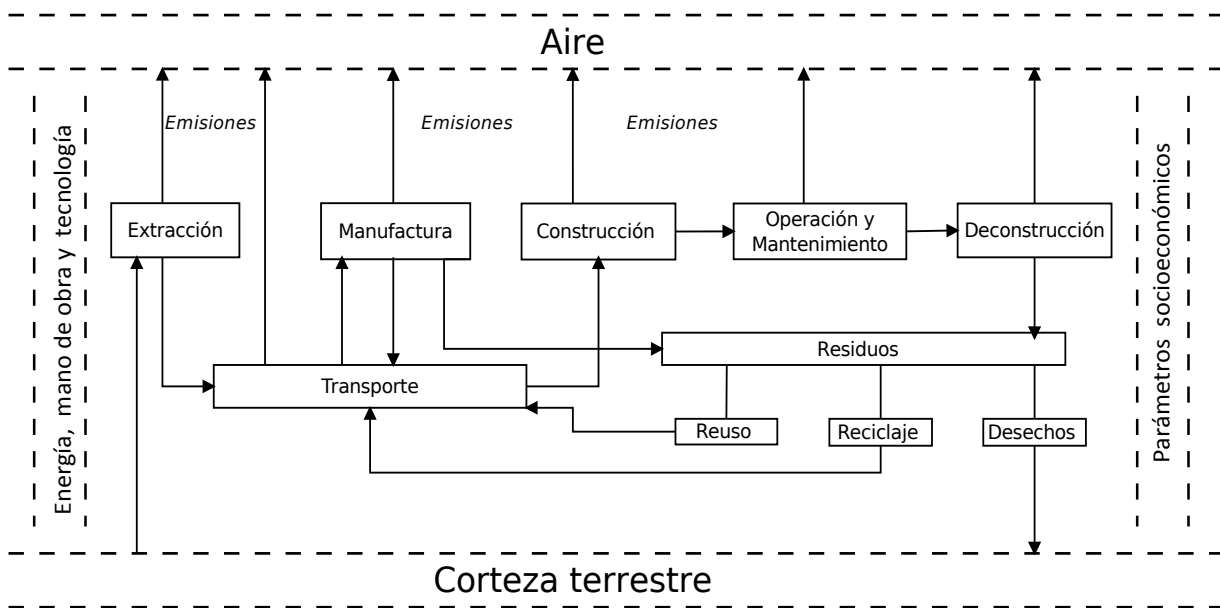 Aire
Emisiones
Emisiones
Emisiones
Energía, mano de obra y tecnología
Parámetros socioeconómicos
Extracción
Manufactura
Construcción
Operación y
Mantenimiento
Deconstrucción
Residuos
Transporte
Reuso
Reciclaje
Desechos
Corteza terrestre